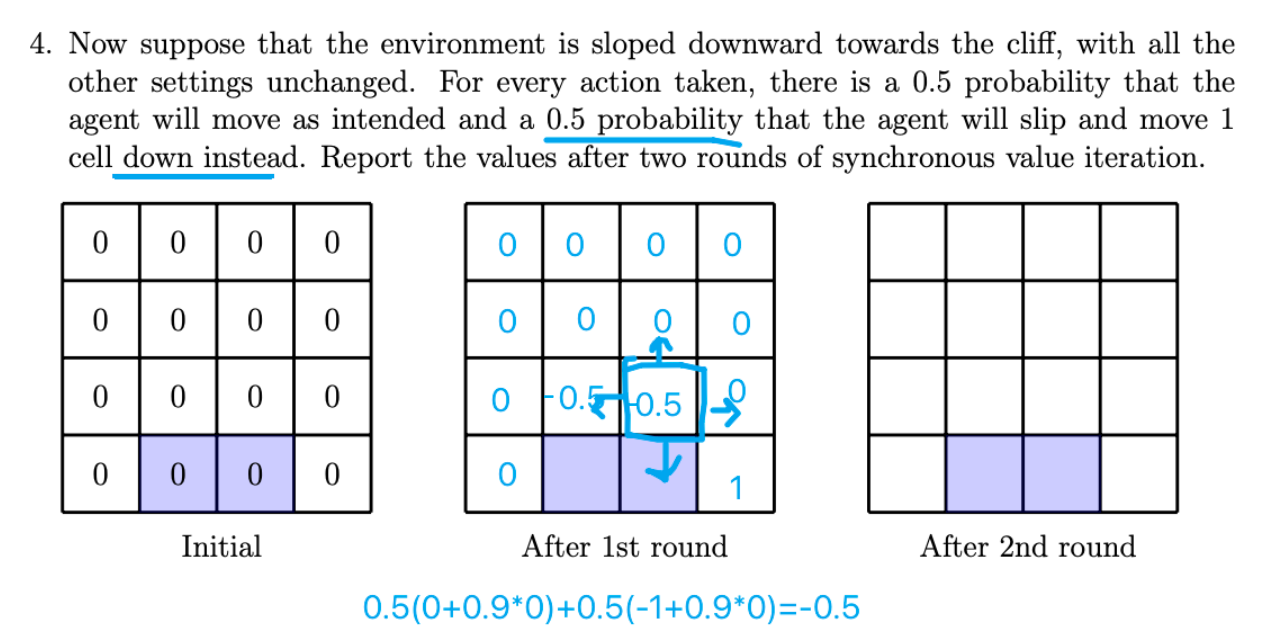 4. Now suppose that the environment is sloped downward towards the cliff, with all the
other settings unchanged. For every action taken, there is a 0.5 probability that the
agent will move as intended and a 0.5 probability that the agent will slip and move 1
cell down instead. Report the values after two rounds of synchronous value iteration.
0 0 0 0
0 0 0 0
0 0 0 0
0 0 0 0
Initial
0 0 0 0
0 0 0 0
0 -0.5 -0.5 0
0 1
After 1st round
After 2nd round
0.5(0+0.9*0)+0.5(-1+0.9*0)=-0.5